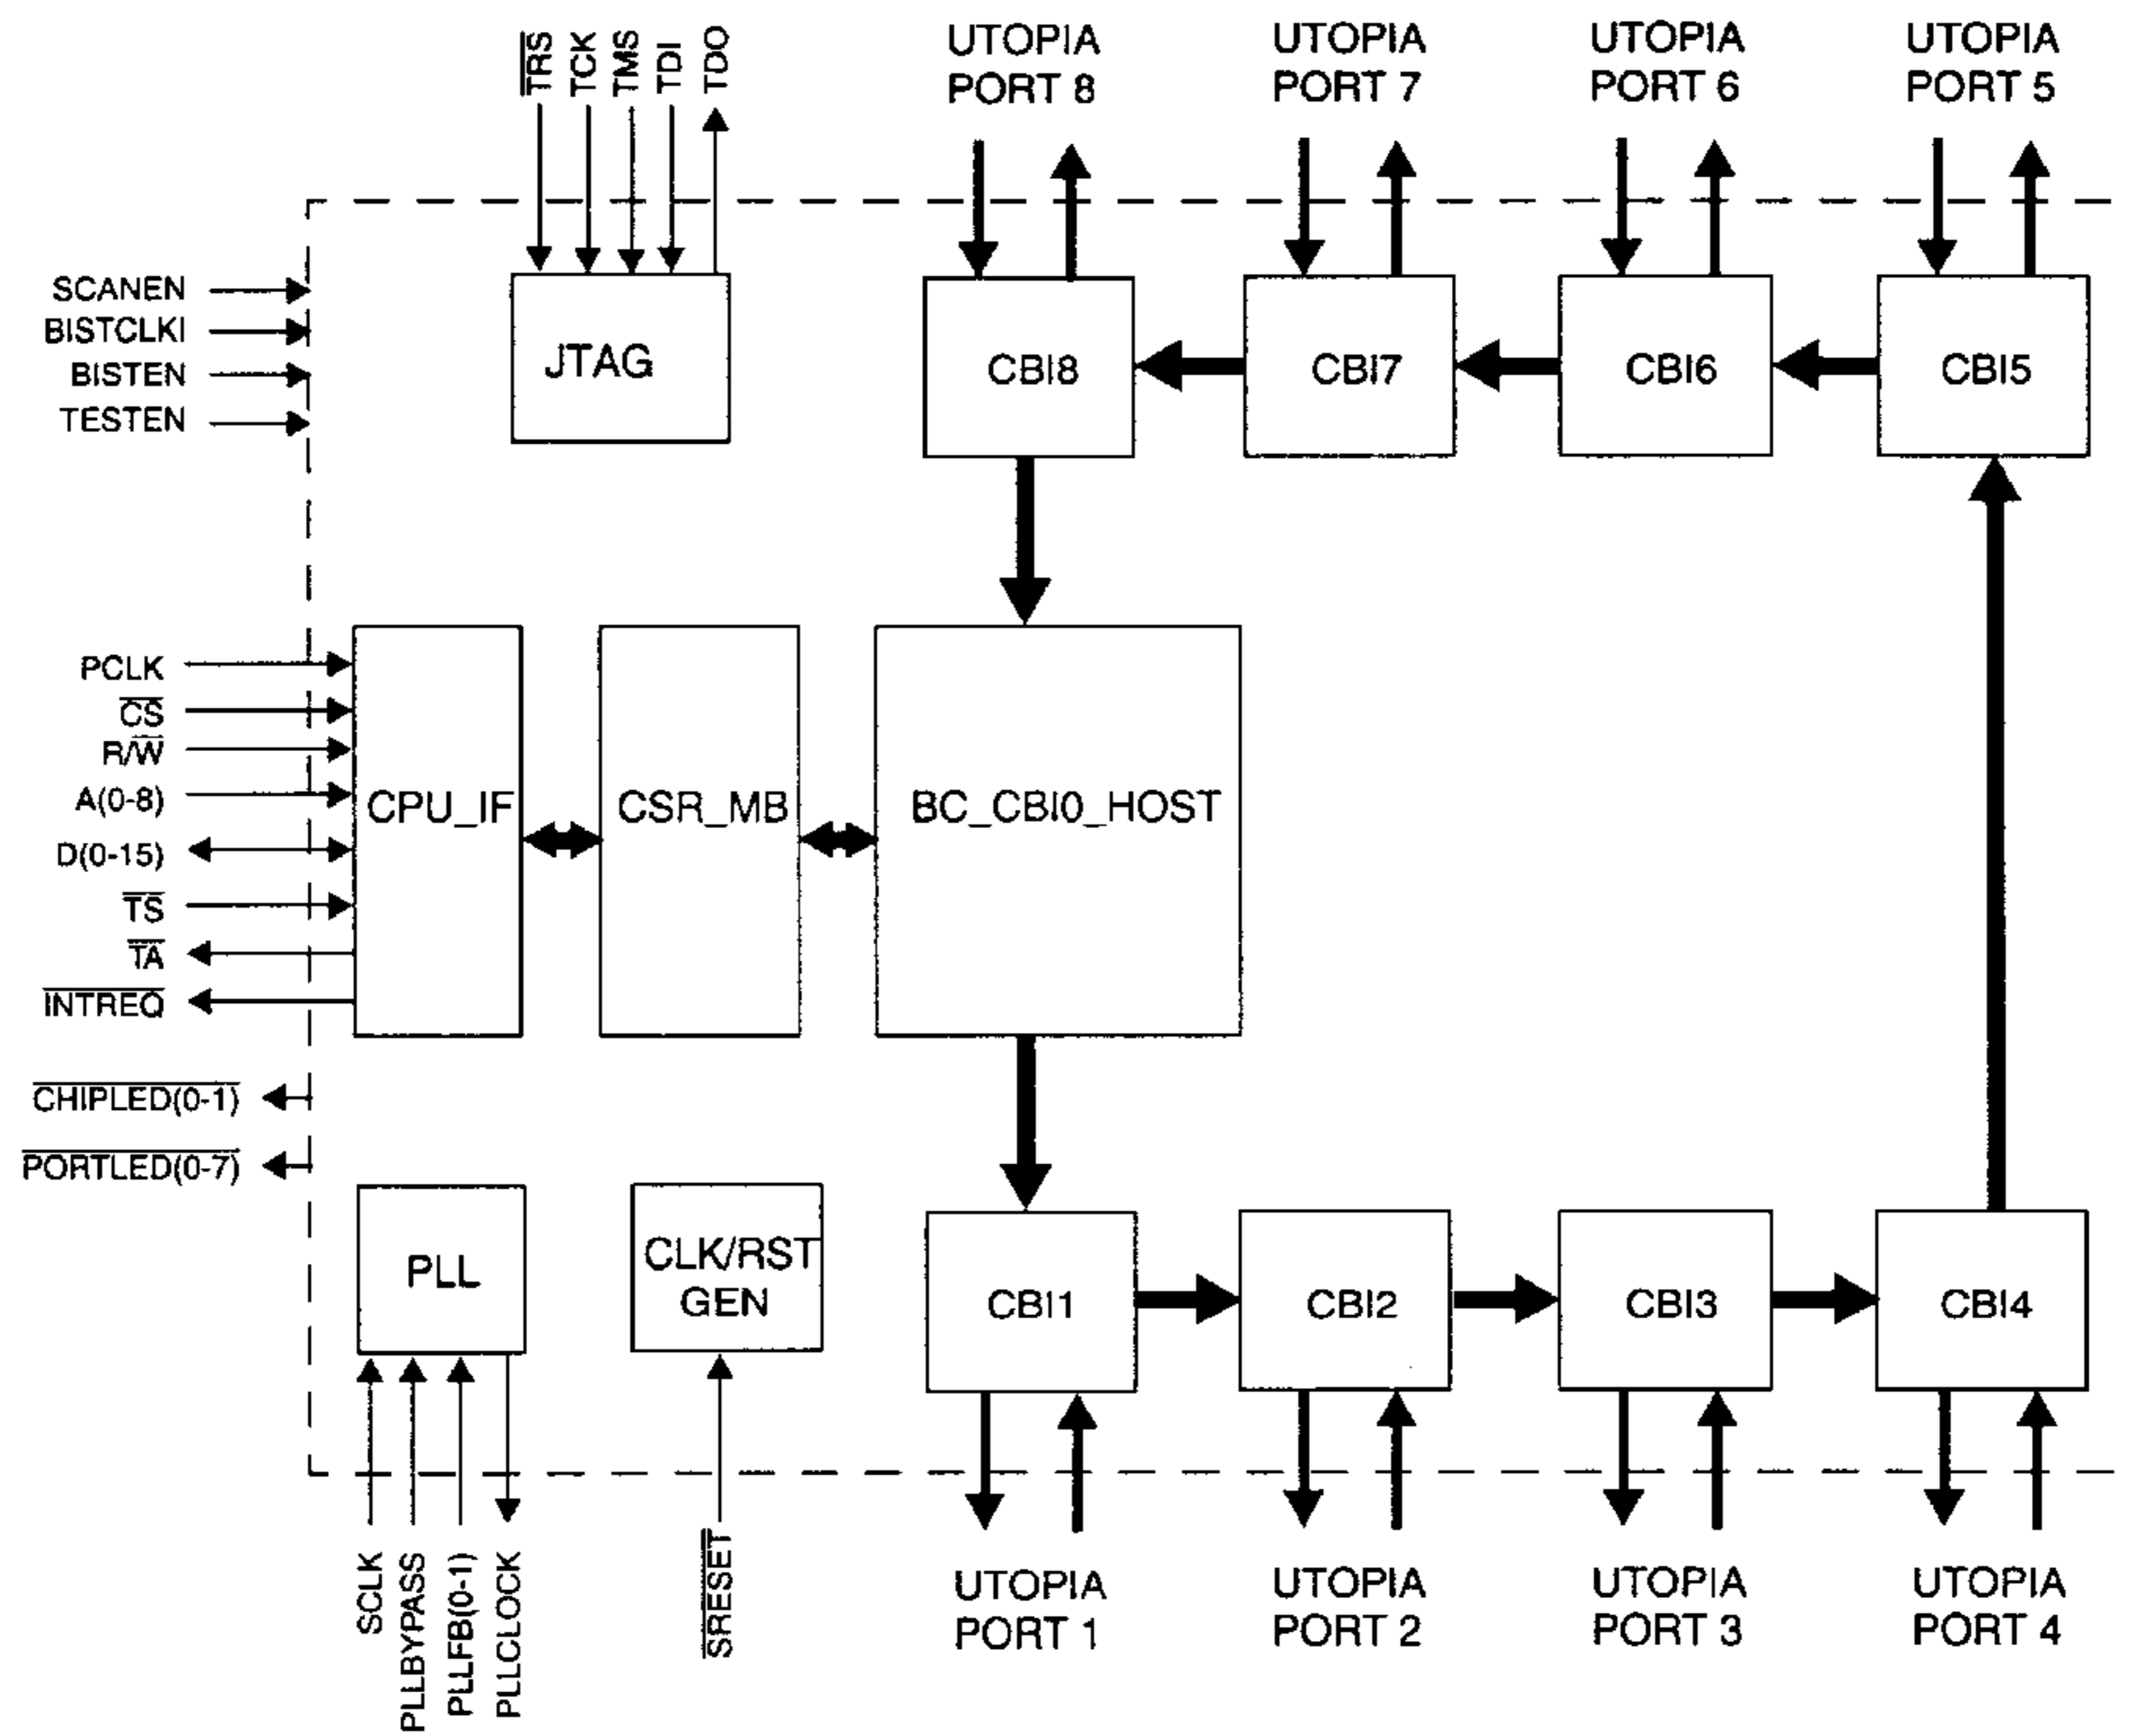 TRS
TCK
TMS
TDI
TDO
UTOPIA
PORT 8
UTOPIA
PORT 7
UTOPIA
PORT 6
UTOPIA
PORT 5
SCANEN
BISTCLKI
BISTEN
TESTEN
JTAG
CBI8
CBI7
CBI6
CBI5
PCLK
CS
R/W
A(0-8)
D(0-15)
TS
TA
INTREQ
CPU_IF
CSR_MB
BC_CBI0_HOST
CHIPLED(0-1)
PORTLED(0-7)
PLL
CLK/RST
GEN
CBI1
CBI2
CBI3
CBI4
SCLK
PLLBYPASS
PLLFB(0-1)
PLLCLOCK
SRESET
UTOPIA
PORT 1
UTOPIA
PORT 2
UTOPIA
PORT 3
UTOPIA
PORT 4